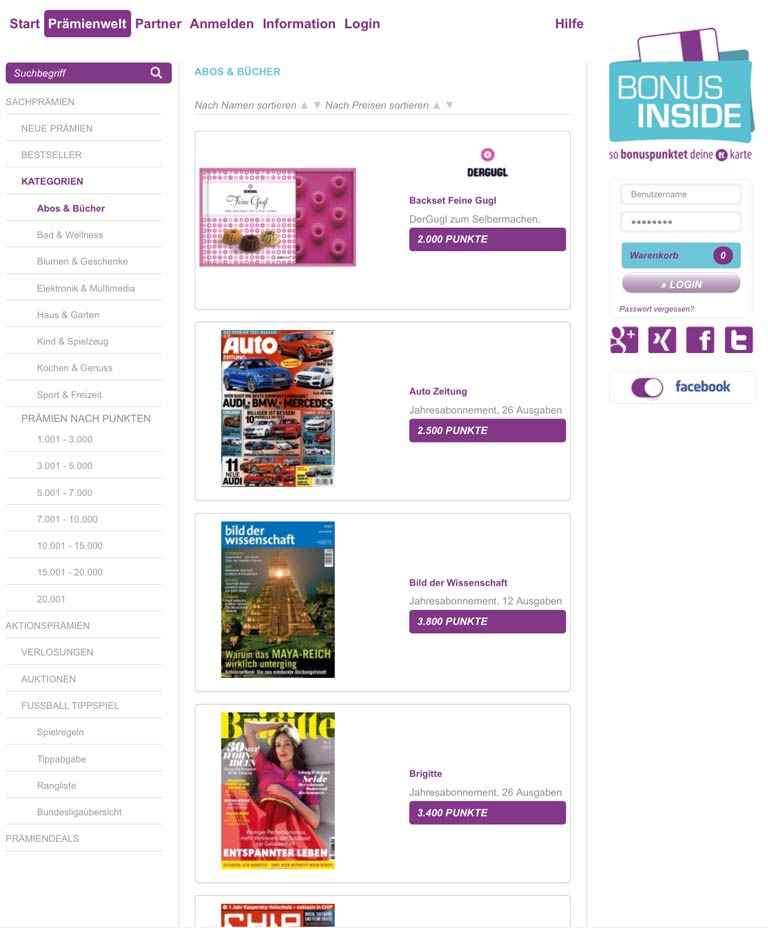 Start Prämienwelt Partner Anmelden Information Login Hilfe
Suchbegriff
SACHPRÄMIEN
NEUE PRÄMIEN
BESTSELLER
KATEGORIEN
Abos & Bücher
Bad & Wellness
Blumen & Geschenke
Elektronik & Multimedia
Haus & Garten
Kind & Spielzeug
Kochen & Genuss
Sport & Freizeit
PRÄMIEN NACH PUNKTEN
1.001 - 3.000
3.001 - 5.000
5.001 - 7.000
7.001 - 10.000
10.001 - 15.000
15.001 - 20.000
20.001
AKTIONSPRÄMIEN
VERLOSUNGEN
AUKTIONEN
FUSSBALL TIPPSPIEL
Spielregeln
Tippabgabe
Rangliste
Bundesligaübersicht
PRÄMIENDEALS
ABOS & BÜCHER
Nach Namen sortieren ▲ ▼ Nach Preisen sortieren ▲ ▼
Feine Gugl
DERGUGL
Backset Feine Gugl
DerGugl zum Selbermachen.
2.000 PUNKTE
Auto
ZEITUNG
AUDI, BMW, MERCEDES
11
NEUE
AUDI
Auto Zeitung
Jahresabonnement, 26 Ausgaben
2.500 PUNKTE
bild der
wissenschaft
Warum das MAYA-REICH
wirklich unterging
Bild der Wissenschaft
Jahresabonnement, 12 Ausgaben
3.800 PUNKTE
Brigitte
30
WOHN-
IDEEN
Seide
ENTSPANNTER LEBEN
Brigitte
Jahresabonnement, 26 Ausgaben
3.400 PUNKTE
CHIP
BONUS
INSIDE
so bonuspunktet deine K karte
Benutzername
••••••••
Warenkorb 0
» LOGIN
Passwort vergessen?
facebook